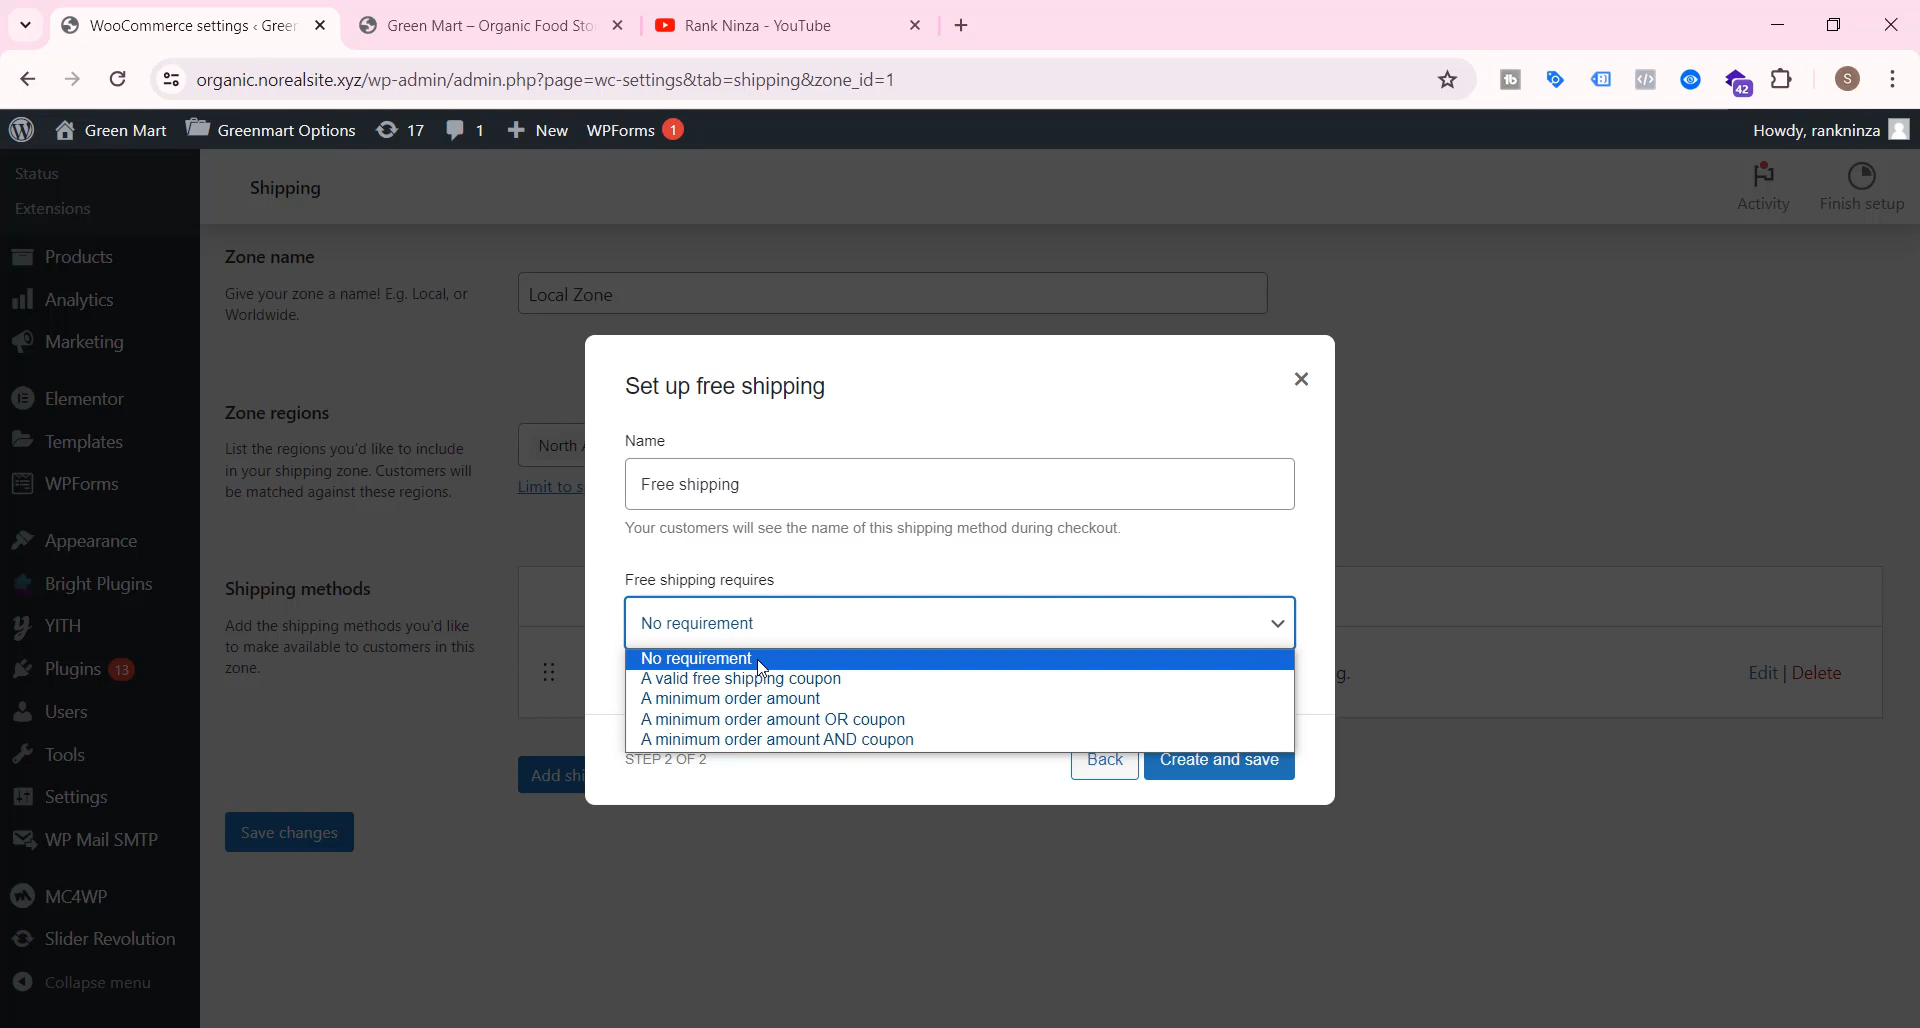 WooCommerce settings ‹ Green
Green Mart – Organic Food Sto
Rank Ninza - YouTube
organic.norealsite.xyz/wp-admin/admin.php?page=wc-settings&tab=shipping&zone_id=1
42
S
Green Mart
Greenmart Options
17
1
New
WPForms 1
Howdy, rankninza
Status
Extensions
Products
Analytics
Marketing
Elementor
Templates
WPForms
Appearance
Bright Plugins
YITH
Plugins 13
Users
Tools
Settings
WP Mail SMTP
MC4WP
Slider Revolution
Collapse menu
Shipping
Activity
Finish setup
Zone name
Give your zone a name! E.g. Local, or
Worldwide.
Local Zone
Zone regions
List the regions you'd like to include
in your shipping zone. Customers will
be matched against these regions.
North
Limit to s
Shipping methods
Add the shipping methods you'd like
to make available to customers in this
zone.
g.
Edit | Delete
Add shi
Save changes
Set up free shipping
Name
Free shipping
Your customers will see the name of this shipping method during checkout.
Free shipping requires
No requirement
No requirement
A valid free shipping coupon
A minimum order amount
A minimum order amount OR coupon
A minimum order amount AND coupon
STEP 2 OF 2
Back
Create and save